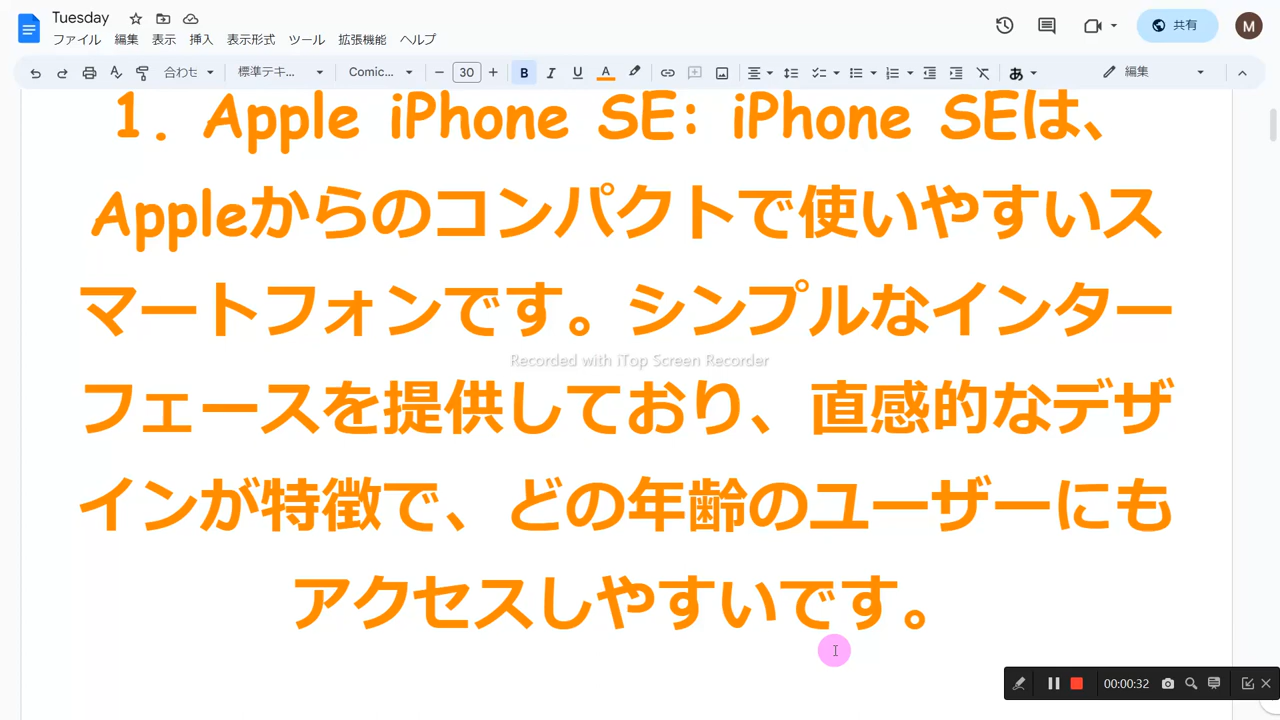 Tuesday
ファイル 編集 表示 挿入 表示形式 ツール 拡張機能 ヘルプ
共有
M
合わせ 標準テキ... Comic... 30 B I U A あ 編集
1. Apple iPhone SE: iPhone SEは、
Appleからのコンパクトで使いやすいス
マートフォンです。シンプルなインター
フェースを提供しており、直感的なデザ
インが特徴で、どの年齢のユーザーにも
アクセスしやすいです。
Recorded with iTop Screen Recorder
00:00:32